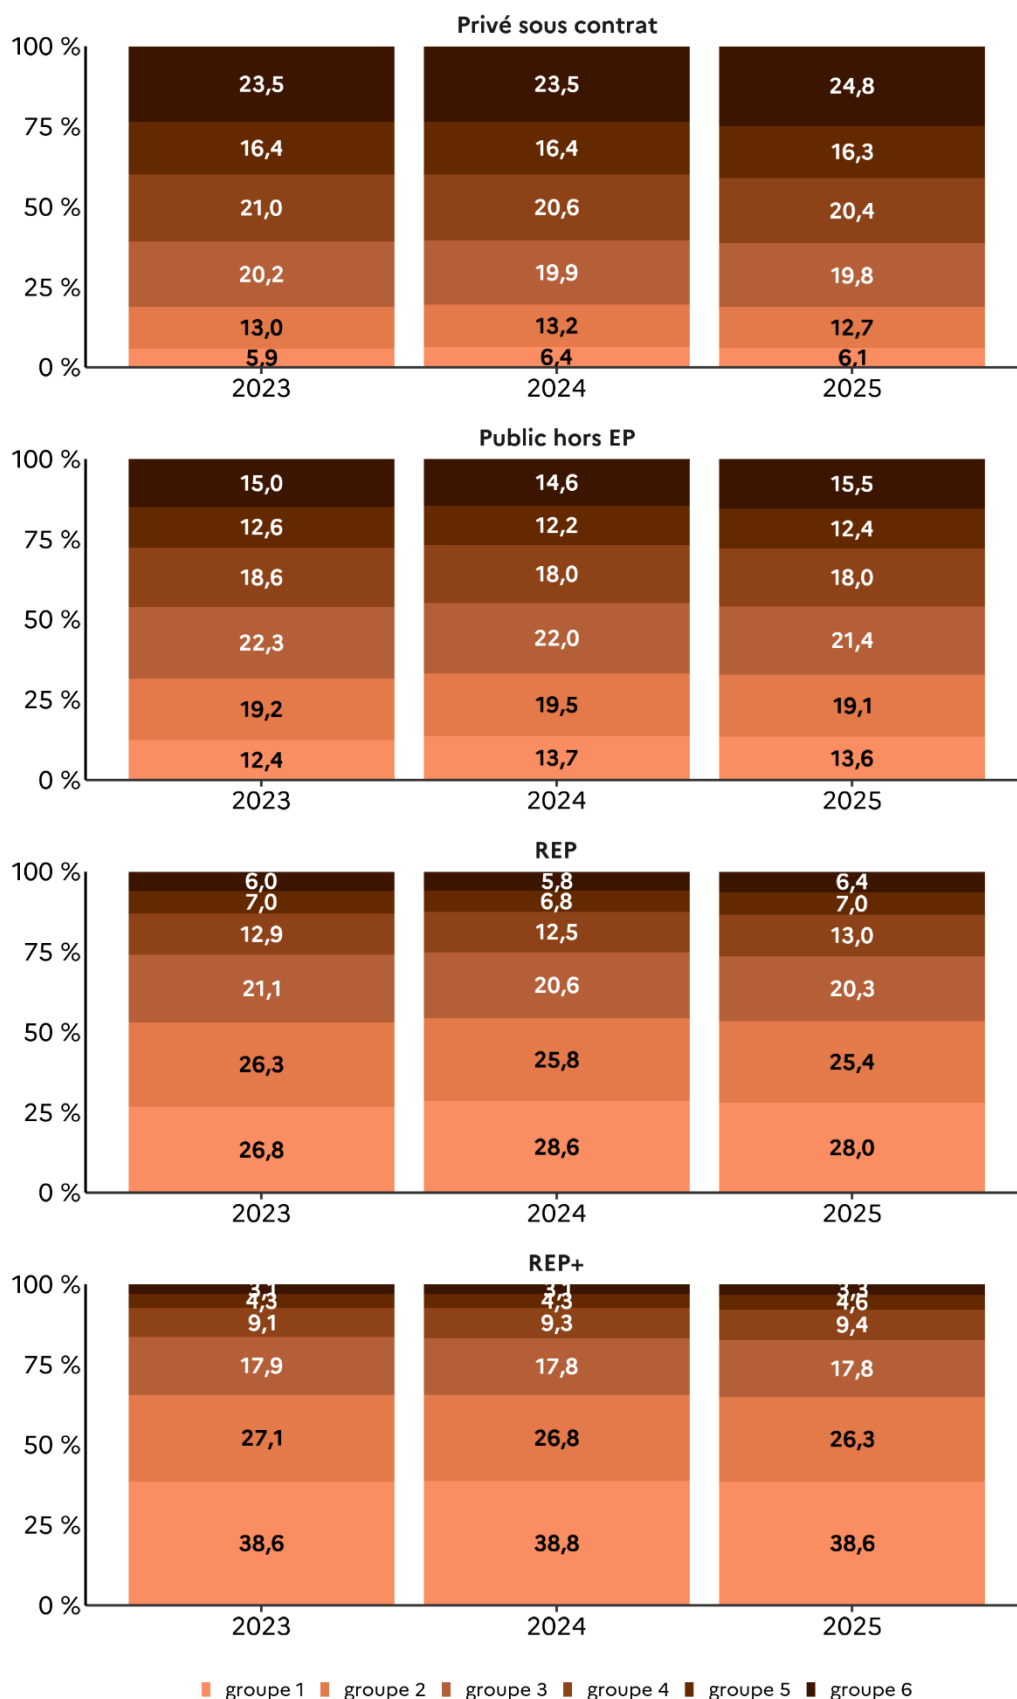 Privé sous contrat
100 %
23,5 23,5 24,8
75 %
16,4 16,4 16,3
50 %
21,0 20,6 20,4
25 %
20,2 19,9 19,8
13,0 13,2 12,7
5,9 6,4 6,1
0 %
2023 2024 2025
Public hors EP
100 %
15,0 14,6 15,5
12,6 12,2 12,4
75 %
18,6 18,0 18,0
50 %
22,3 22,0 21,4
25 %
19,2 19,5 19,1
12,4 13,7 13,6
0 %
2023 2024 2025
REP
100 %
6,0 5,8 6,4
7,0 6,8 7,0
12,9 12,5 13,0
75 %
21,1 20,6 20,3
50 %
26,3 25,8 25,4
25 %
26,8 28,6 28,0
0 %
2023 2024 2025
REP+
100 %
3,1 3,1 3,3
4,3 4,3 4,6
9,1 9,3 9,4
75 %
17,9 17,8 17,8
50 %
27,1 26,8 26,3
25 %
38,6 38,8 38,6
0 %
2023 2024 2025
groupe 1 groupe 2 groupe 3 groupe 4 groupe 5 groupe 6